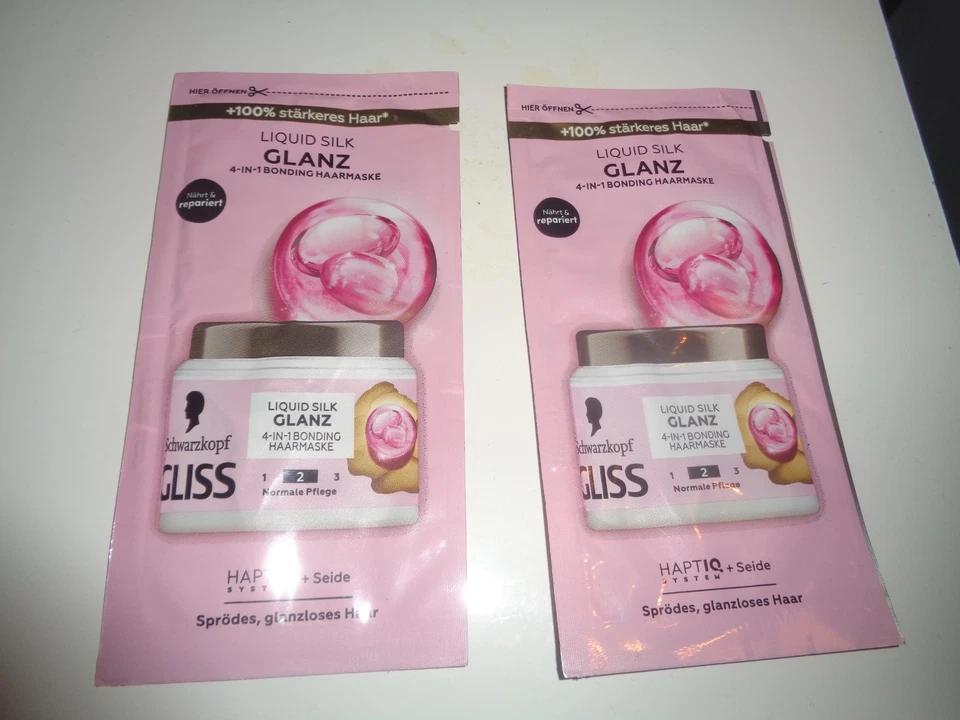 HIER ÖFFNEN
+100% stärkeres Haar*
LIQUID SILK
GLANZ
4-IN-1 BONDING HAARMASKE
Nährt &
repariert
Schwarzkopf
GLISS
LIQUID SILK
GLANZ
4-IN-1 BONDING
HAARMASKE
1 2 3
Normale Pflege
+ Seide
Sprödes, glanzloses Haar
HIER ÖFFNEN
+100% stärkeres Haar*
LIQUID SILK
GLANZ
4-IN-1 BONDING HAARMASKE
Nährt &
repariert
Schwarzkopf
GLISS
LIQUID SILK
GLANZ
4-IN-1 BONDING
HAARMASKE
1 2 3
Normale Pflege
HAPTIQ + Seide
SYSTEM
Sprödes, glanzloses Haar